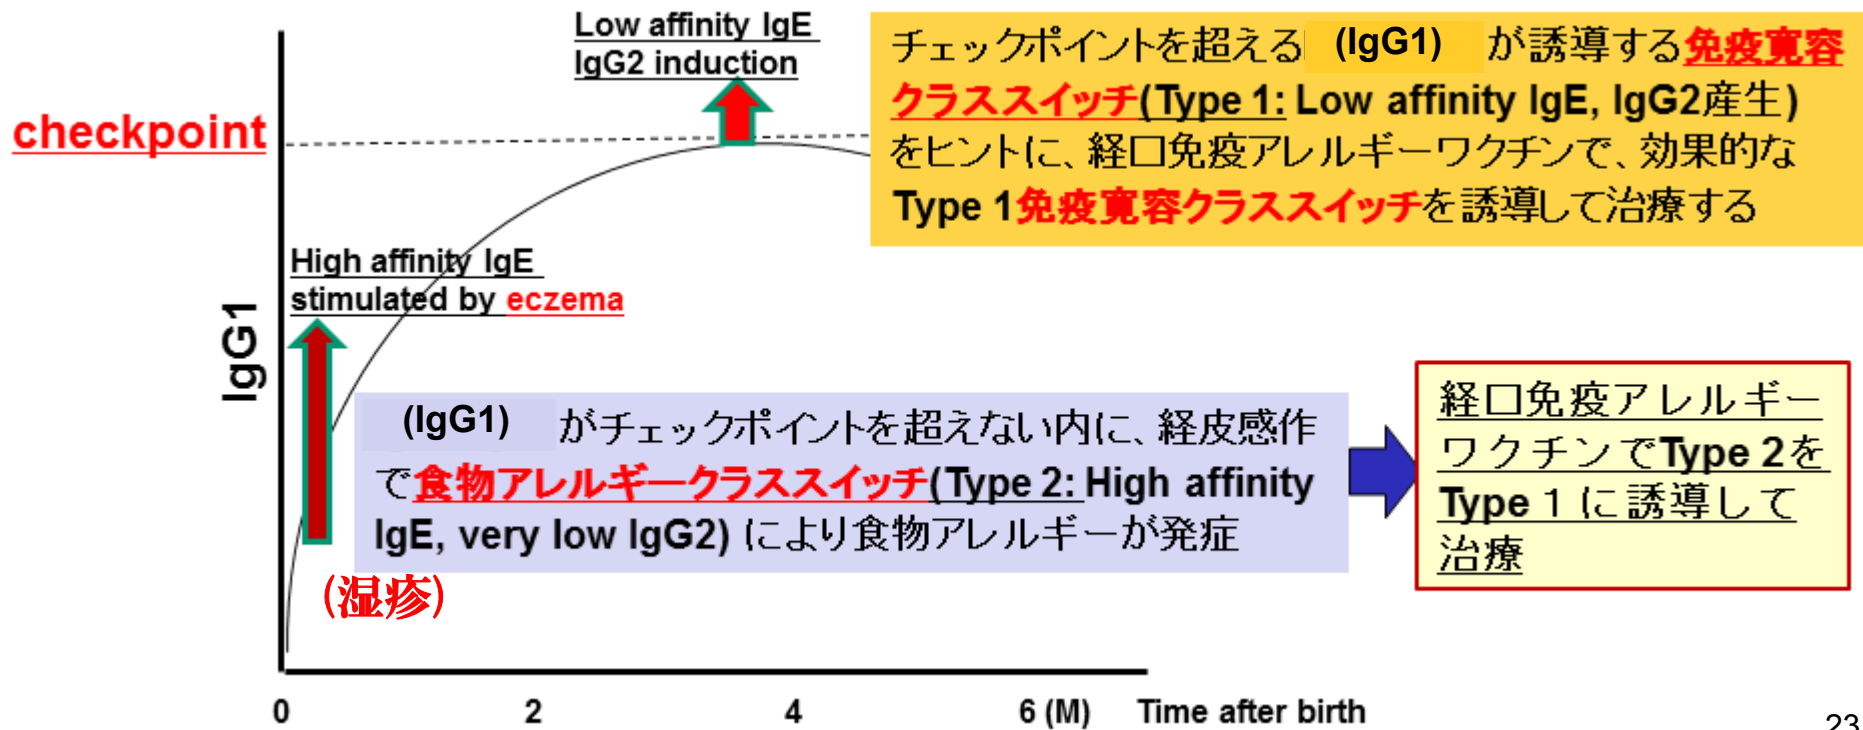 Low affinity IgE
IgG2 induction
checkpoint
チェックポイントを超える (IgG1) が誘導する免疫寛容
クラススイッチ(Type 1: Low affinity IgE, IgG2産生)
をヒントに、経口免疫アレルギーワクチンで、効果的な
Type 1免疫寛容クラススイッチを誘導して治療する
High affinity IgE
stimulated by eczema
IgG1
(IgG1) がチェックポイントを超えない内に、経皮感作
で食物アレルギークラススイッチ(Type 2: High affinity
IgE, very low IgG2) により食物アレルギーが発症
経口免疫アレルギー
ワクチンでType 2を
Type１に誘導して
治療
(湿疹)
0 2 4 6 (M) Time after birth
23